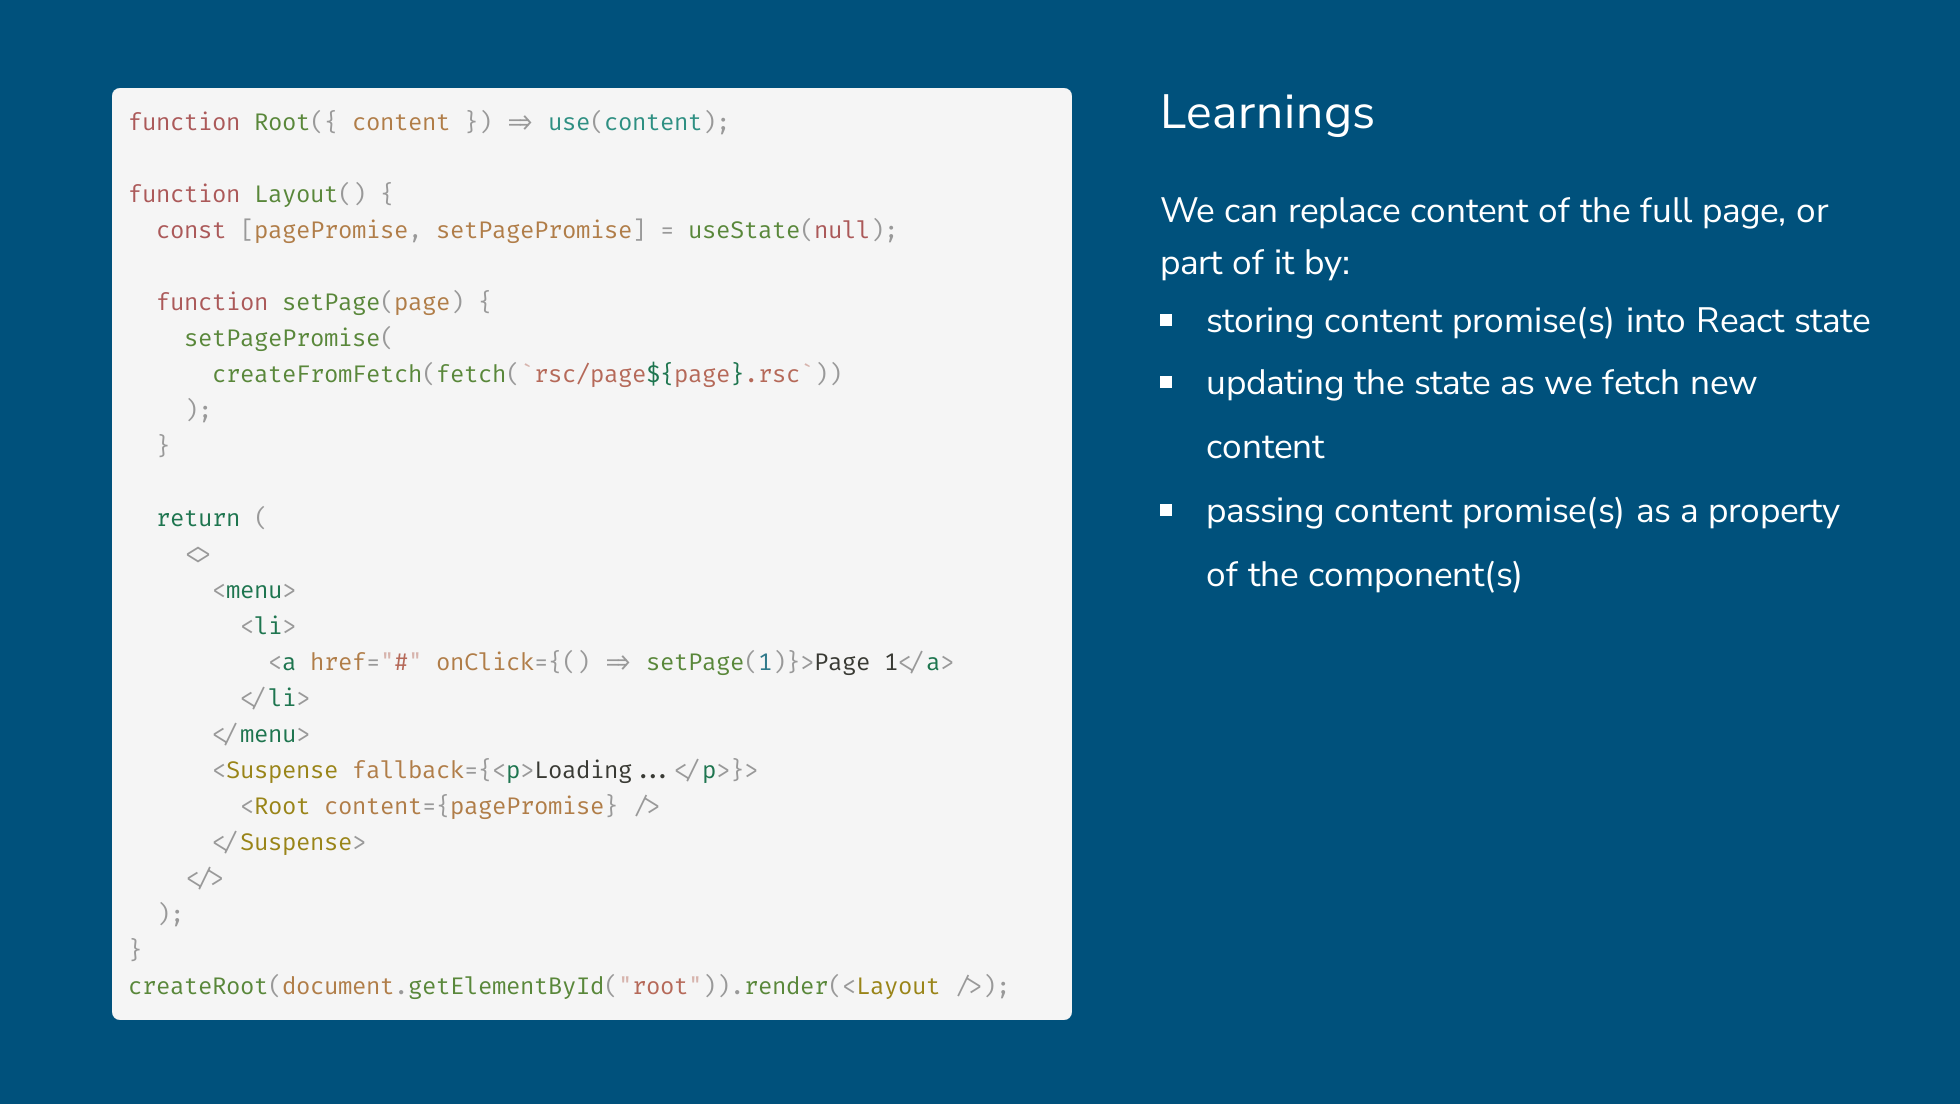 function Root({ content }) => use(content);

function Layout() {
  const [pagePromise, setPagePromise] = useState(null);

  function setPage(page) {
    setPagePromise(
      createFromFetch(fetch(`rsc/page${page}.rsc`))
    );
  }

  return (
    <>
      <menu>
        <li>
          <a href="#" onClick={() => setPage(1)}>Page 1</a>
        </li>
      </menu>
      <Suspense fallback={<p>Loading...</p>}>
        <Root content={pagePromise} />
      </Suspense>
    </>
  );
}
createRoot(document.getElementById("root")).render(<Layout />);
Learnings
We can replace content of the full page, or
part of it by:
▪ storing content promise(s) into React state
▪ updating the state as we fetch new
content
▪ passing content promise(s) as a property
of the component(s)